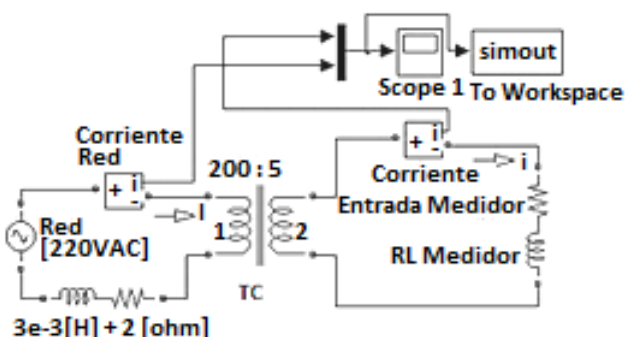 simout
Scope 1
To Workspace
Corriente
Red
+ i
-
200 : 5
+ i
-
i
Corriente
Entrada Medidor
I
Red
[220VAC]
1
2
RL Medidor
TC
3e-3[H] + 2 [ohm]